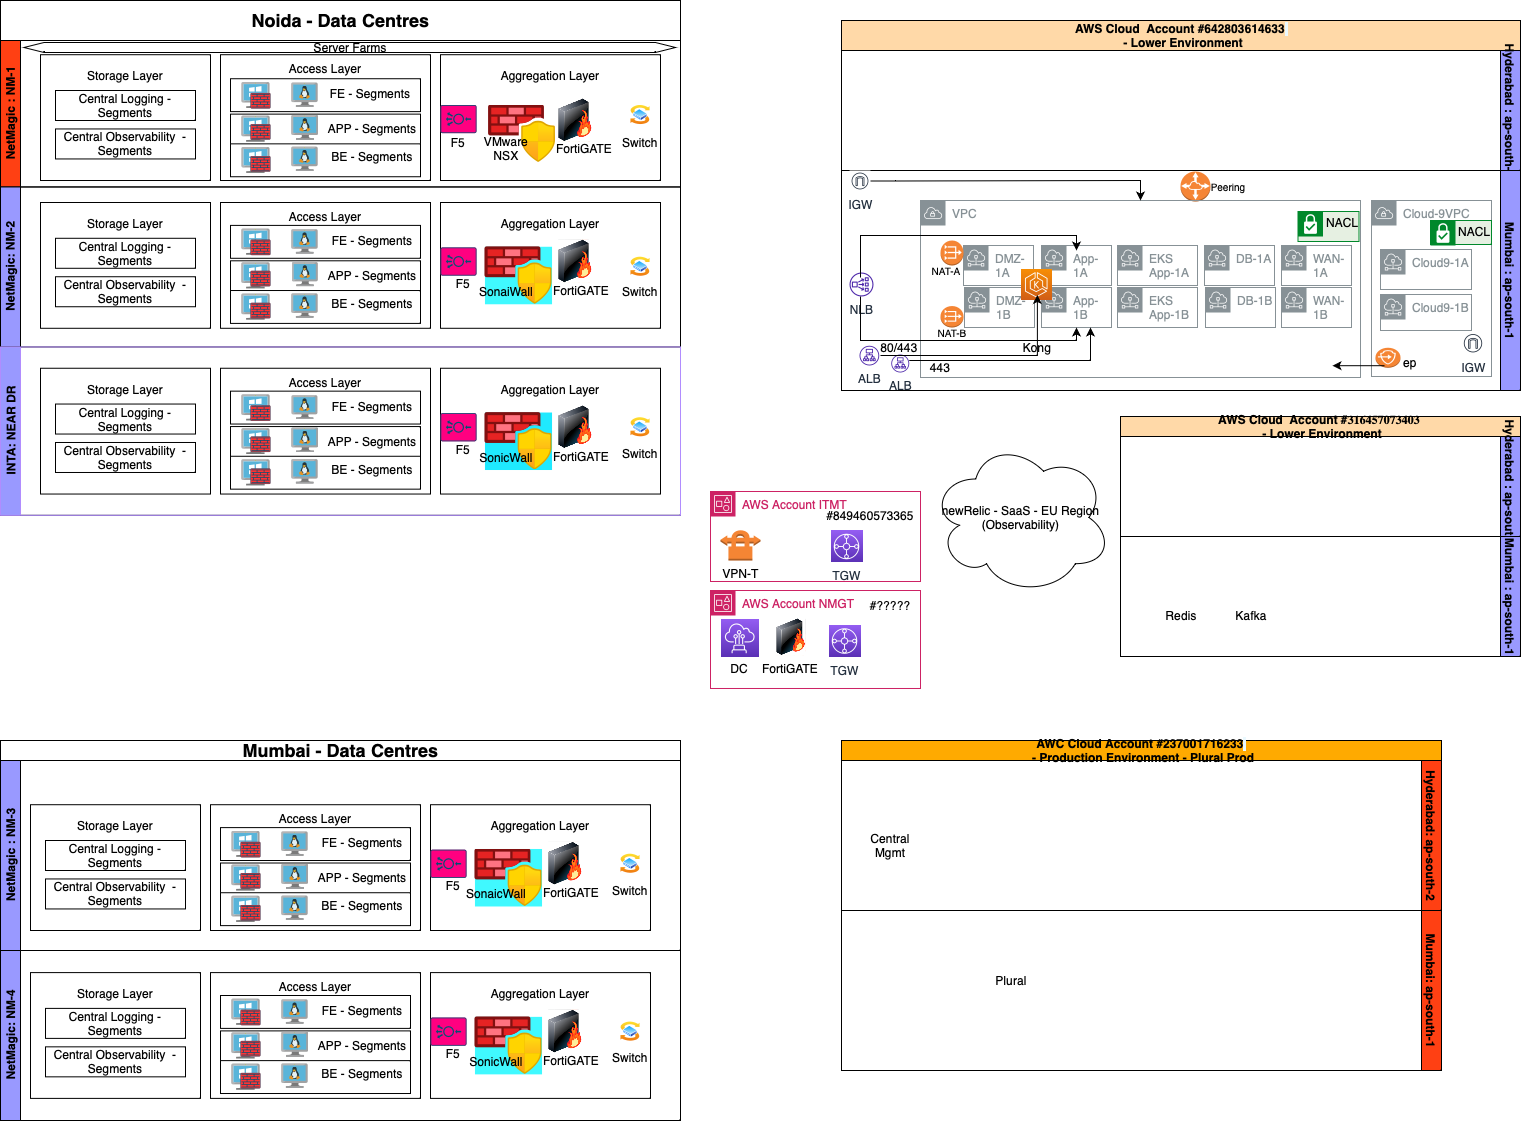 Noida - Data Centres
Server Farms
NetMagic : NM-1
Storage Layer
Central Logging -
Segments
Central Observability  -
Segments
Access Layer
FE - Segments
APP - Segments
BE - Segments
Aggregation Layer
F5
VMware
NSX
FortiGATE
Switch
NetMagic: NM-2
Storage Layer
Central Logging -
Segments
Central Observability  -
Segments
Access Layer
FE - Segments
APP - Segments
BE - Segments
Aggregation Layer
F5
SonaiWall
FortiGATE
Switch
INTA: NEAR DR
Storage Layer
Central Logging -
Segments
Central Observability  -
Segments
Access Layer
FE - Segments
APP - Segments
BE - Segments
Aggregation Layer
F5
SonicWall
FortiGATE
Switch
Mumbai - Data Centres
NetMagic : NM-3
Storage Layer
Central Logging -
Segments
Central Observability  -
Segments
Access Layer
FE - Segments
APP - Segments
BE - Segments
Aggregation Layer
F5
SonaicWall
FortiGATE
Switch
NetMagic: NM-4
Storage Layer
Central Logging -
Segments
Central Observability  -
Segments
Access Layer
FE - Segments
APP - Segments
BE - Segments
Aggregation Layer
F5
SonicWall
FortiGATE
Switch
AWS Cloud  Account #642803614633
- Lower Environment
Hyderabad : ap-south-
Mumbai : ap-south-1
IGW
Peering
VPC
NACL
Cloud-9VPC
NACL
NAT-A
DMZ-
1A
App-
1A
EKS
App-1A
DB-1A
WAN-
1A
Cloud9-1A
NLB
NAT-B
DMZ-
1B
App-
1B
EKS
App-1B
DB-1B
WAN-
1B
Cloud9-1B
80/443
Kong
443
ALB
ALB
ep
IGW
AWS Cloud  Account #316457073403
- Lower Environment
Hyderabad : ap-sout
Mumbai : ap-south-1
Redis
Kafka
AWS Account ITMT
#849460573365
VPN-T
TGW
AWS Account NMGT
#?????
DC
FortiGATE
TGW
newRelic - SaaS - EU Region
(Observability)
AWC Cloud Account #237001716233
- Production Environment - Plural Prod
Hyderabad: ap-south-2
Central
Mgmt
Mumbai: ap-south-1
Plural